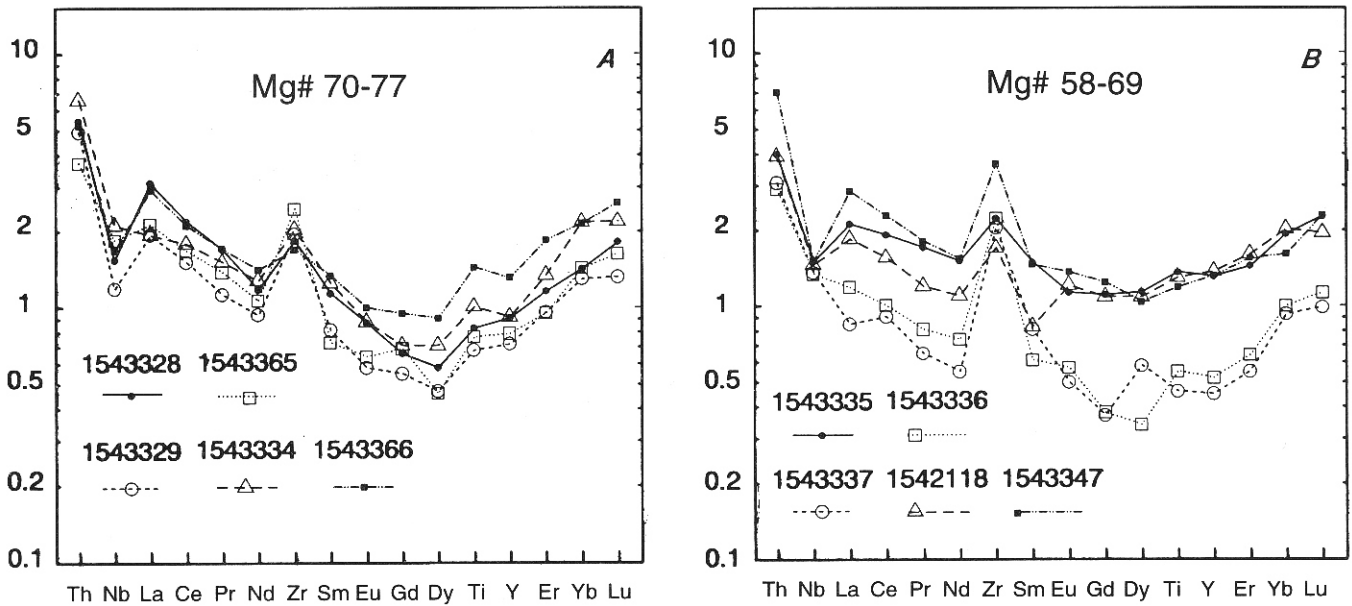 A
Mg# 70-77
10
5
2
1
0.5
0.2
0.1
1543328 1543365
1543329 1543334 1543366
Th Nb La Ce Pr Nd Zr Sm Eu Gd Dy Ti Y Er Yb Lu
B
Mg# 58-69
10
5
2
1
0.5
0.2
0.1
1543335 1543336
1543337 1542118 1543347
Th Nb La Ce Pr Nd Zr Sm Eu Gd Dy Ti Y Er Yb Lu